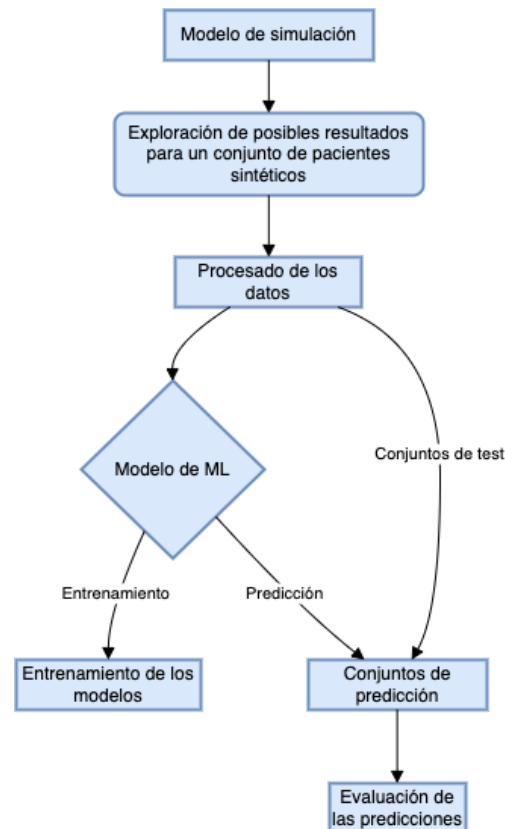 Modelo de simulación
Exploración de posibles resultados
para un conjunto de pacientes
sintéticos
Procesado de los
datos
Modelo de ML
Conjuntos de test
Entrenamiento
Predicción
Entrenamiento de los
modelos
Conjuntos de
predicción
Evaluación de
las predicciones